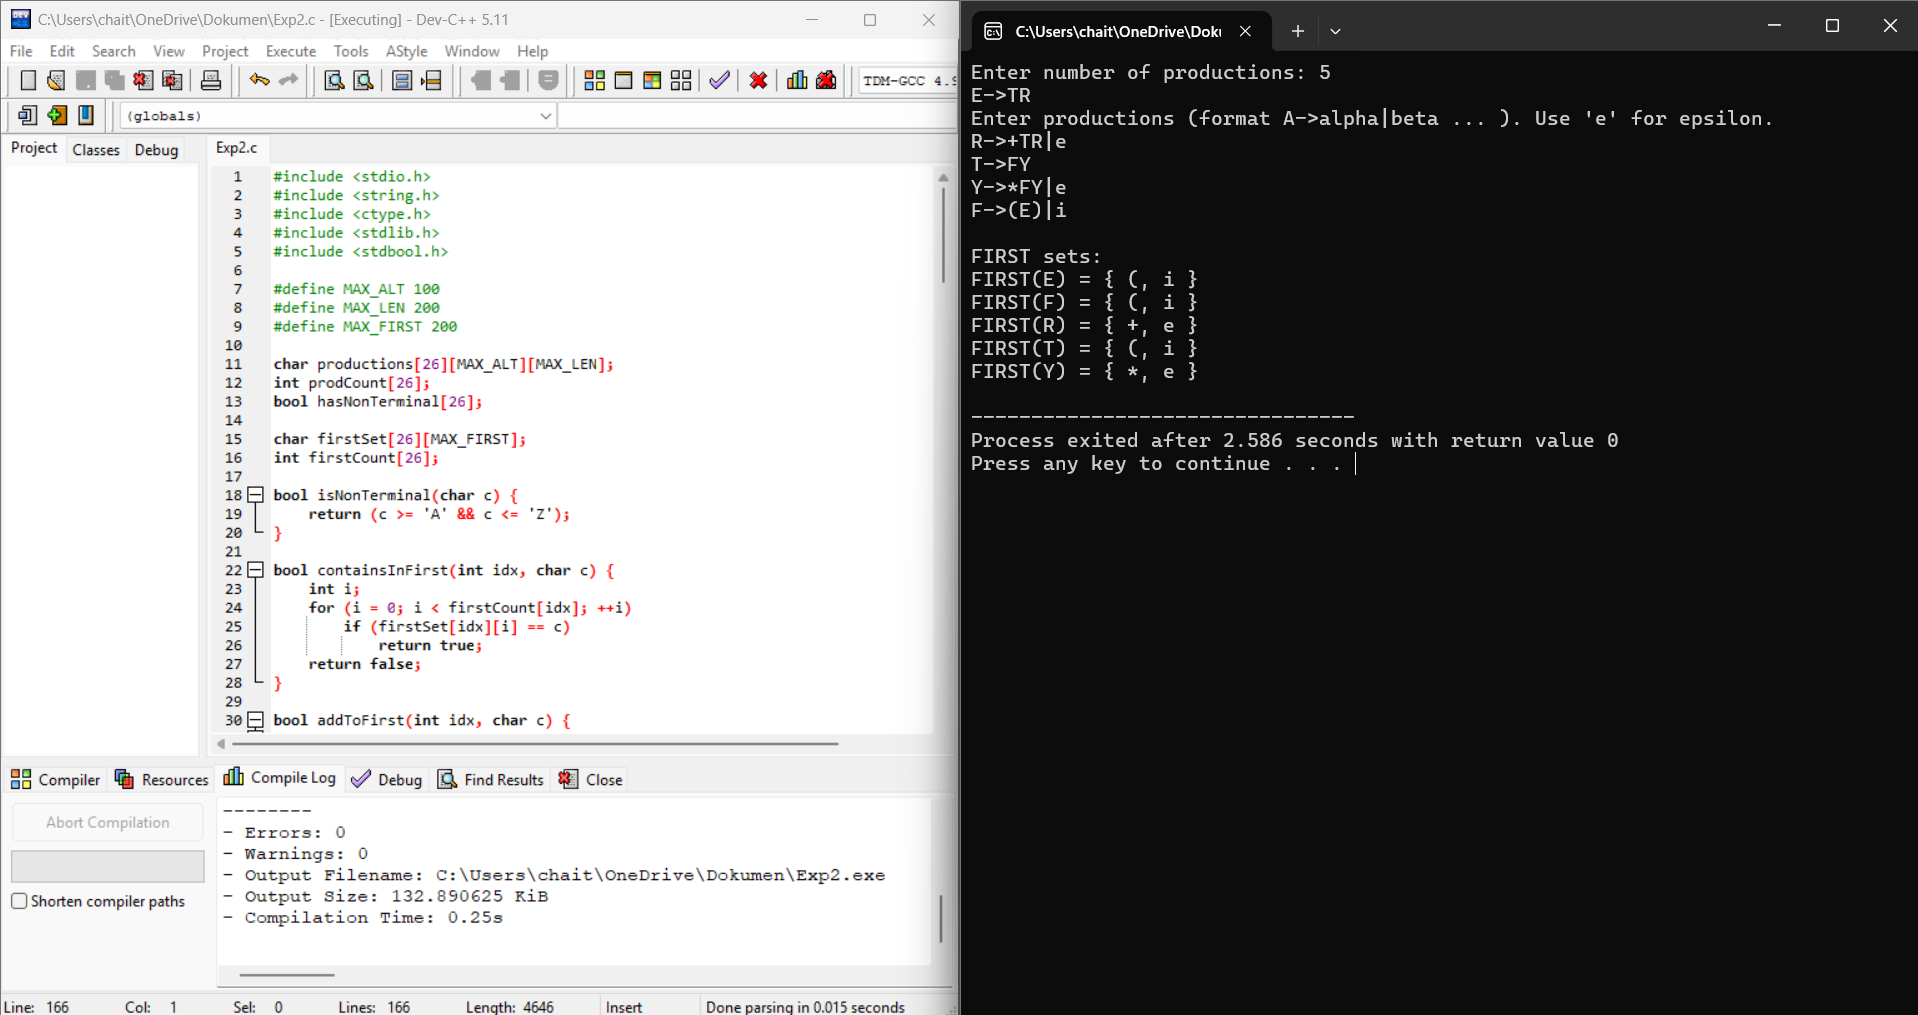 C:\Users\chait\OneDrive\Dokumen\Exp2.c - [Executing] - Dev-C++ 5.11
File Edit Search View Project Execute Tools AStyle Window Help
TDM-GCC 4.9
(globals)
Project Classes Debug
Exp2.c
1 #include <stdio.h>
2 #include <string.h>
3 #include <ctype.h>
4 #include <stdlib.h>
5 #include <stdbool.h>
6
7 #define MAX_ALT 100
8 #define MAX_LEN 200
9 #define MAX_FIRST 200
10
11 char productions[26][MAX_ALT][MAX_LEN];
12 int prodCount[26];
13 bool hasNonTerminal[26];
14
15 char firstSet[26][MAX_FIRST];
16 int firstCount[26];
17
18 bool isNonTerminal(char c) {
19 return (c >= 'A' && c <= 'Z');
20 }
21
22 bool containsInFirst(int idx, char c) {
23 int i;
24 for (i = 0; i < firstCount[idx]; ++i)
25 if (firstSet[idx][i] == c)
26 return true;
27 return false;
28 }
29
30 bool addToFirst(int idx, char c) {
Compiler Resources Compile Log Debug Find Results Close
Abort Compilation
Shorten compiler paths
--------
- Errors: 0
- Warnings: 0
- Output Filename: C:\Users\chait\OneDrive\Dokumen\Exp2.exe
- Output Size: 132.890625 KiB
- Compilation Time: 0.25s
Line: 166 Col: 1 Sel: 0 Lines: 166 Length: 4646 Insert Done parsing in 0.015 seconds
C:\Users\chait\OneDrive\Doku
Enter number of productions: 5
E->TR
Enter productions (format A->alpha|beta ... ). Use 'e' for epsilon.
R->+TR|e
T->FY
Y->*FY|e
F->(E)|i
FIRST sets:
FIRST(E) = { (, i }
FIRST(F) = { (, i }
FIRST(R) = { +, e }
FIRST(T) = { (, i }
FIRST(Y) = { *, e }
--------------------------------
Process exited after 2.586 seconds with return value 0
Press any key to continue . . .